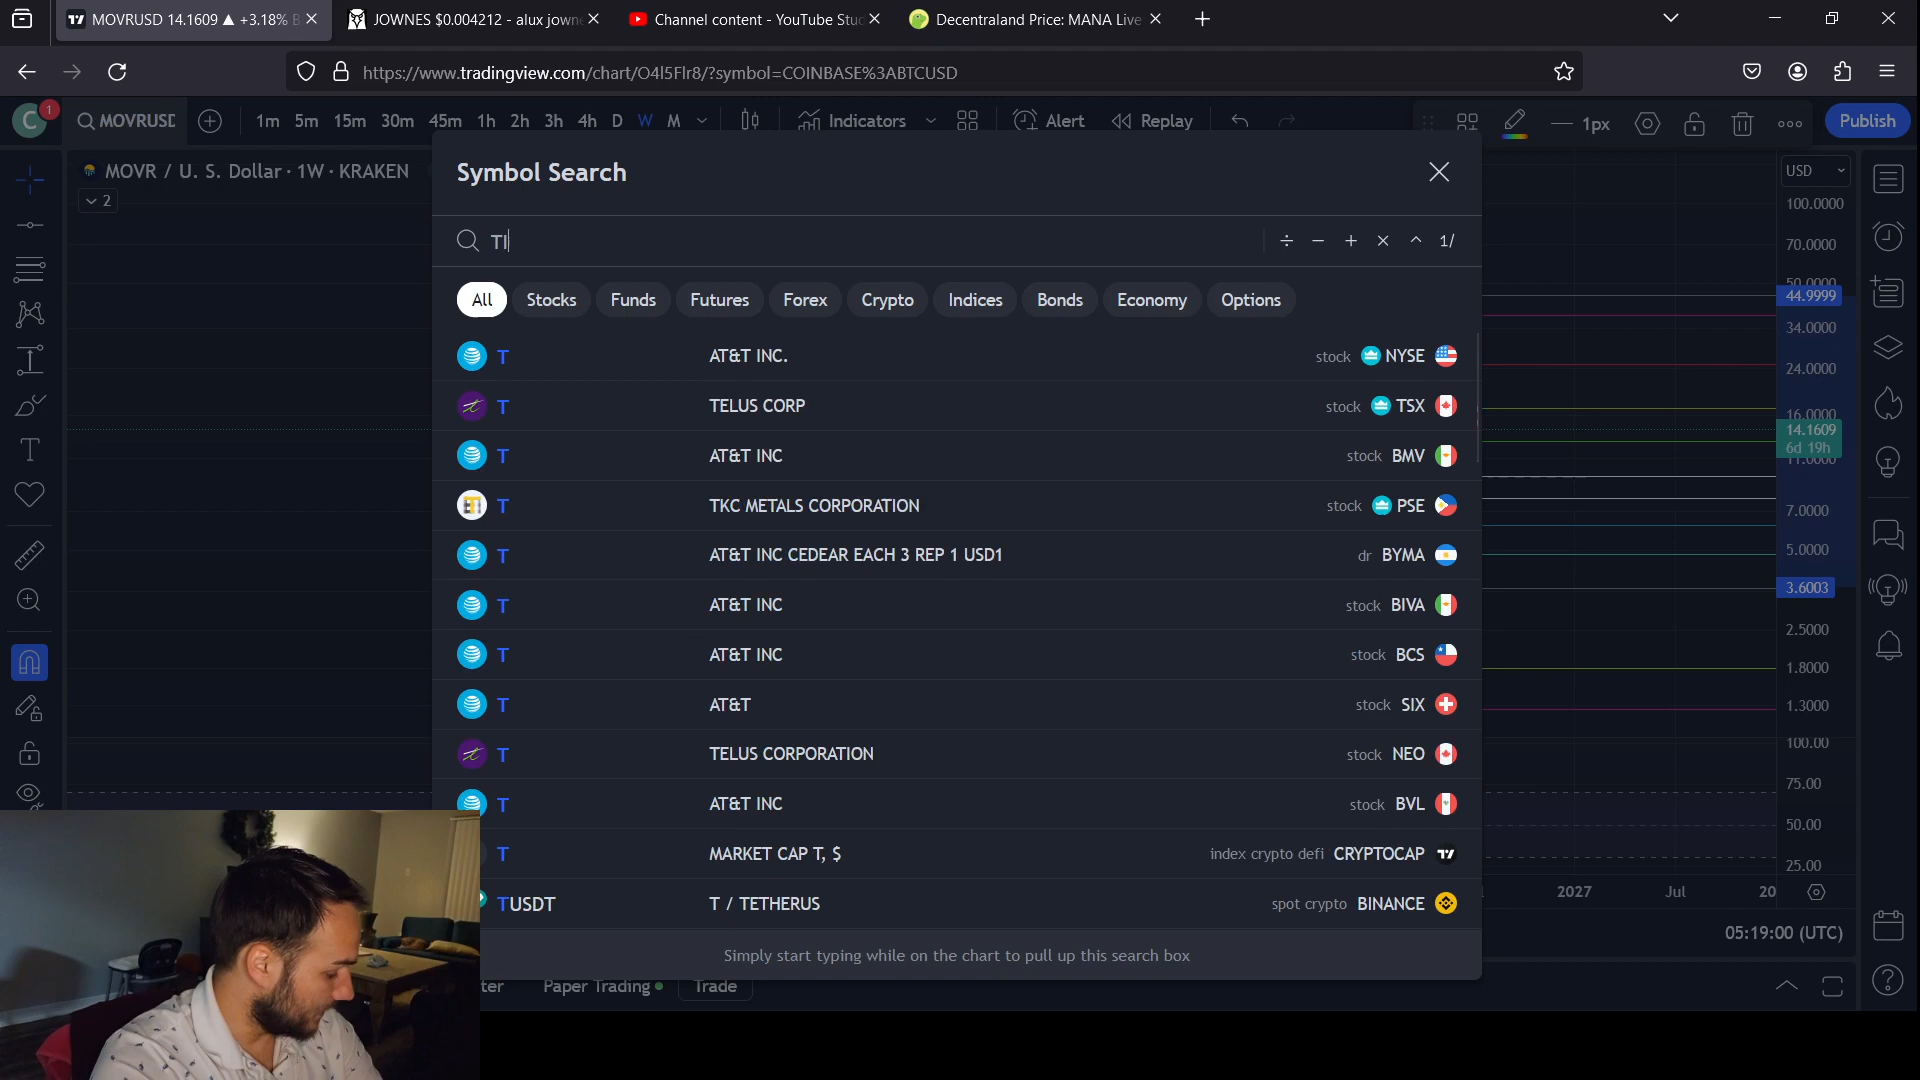 MOVRUSD 14.1609 ▲ +3.18%
JOWNES $0.004212 - alux jown
Channel content - YouTube Stu
Decentraland Price: MANA Live
https://www.tradingview.com/chart/O4l5Flr8/?symbol=COINBASE%3ABTCUSD
C 1 MOVRUSD 1m 5m 15m 30m 45m 1h 2h 3h 4h D W M Indicators Alert Replay 1px Publish
MOVR / U. S. Dollar · 1W · KRAKEN
2
Symbol Search
TI
÷ − + × ^ 1/
All Stocks Funds Futures Forex Crypto Indices Bonds Economy Options
T AT&T INC. stock NYSE
T TELUS CORP stock TSX
T AT&T INC stock BMV
T TKC METALS CORPORATION stock PSE
T AT&T INC CEDEAR EACH 3 REP 1 USD1 dr BYMA
T AT&T INC stock BIVA
T AT&T INC stock BCS
T AT&T stock SIX
T TELUS CORPORATION stock NEO
T AT&T INC stock BVL
T MARKET CAP T, $ index crypto defi CRYPTOCAP
TUSDT T / TETHERUS spot crypto BINANCE
Simply start typing while on the chart to pull up this search box
ter Paper Trading Trade
USD
100.0000
70.0000
44.9999
34.0000
24.0000
16.0000
14.1609
6d 19h
7.0000
5.0000
3.6003
2.5000
1.8000
1.3000
100.00
75.00
50.00
25.00
2027 Jul 20
05:19:00 (UTC)